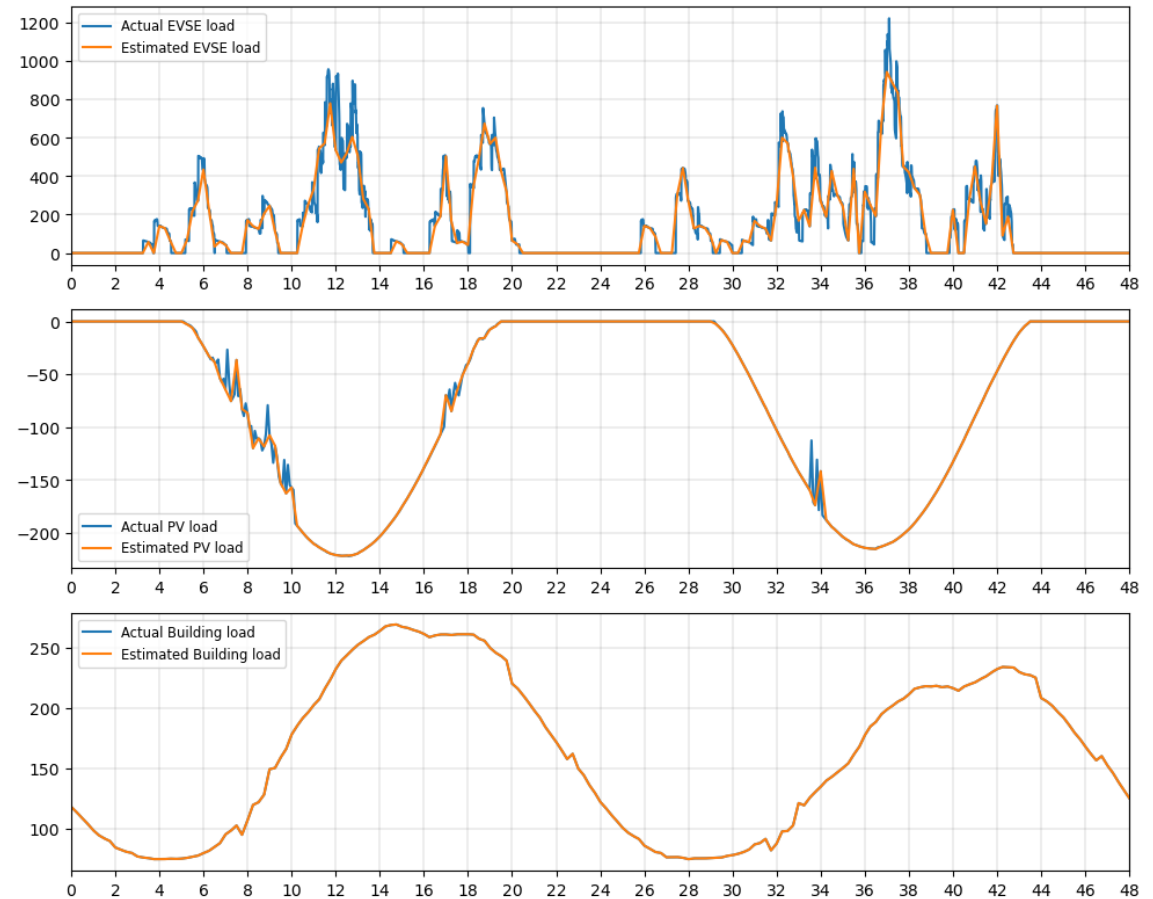 1200
1000
800
600
400
200
0
Actual EVSE load
Estimated EVSE load
0 2 4 6 8 10 12 14 16 18 20 22 24 26 28 30 32 34 36 38 40 42 44 46 48
0
−50
−100
−150
−200
Actual PV load
Estimated PV load
0 2 4 6 8 10 12 14 16 18 20 22 24 26 28 30 32 34 36 38 40 42 44 46 48
250
200
150
100
Actual Building load
Estimated Building load
0 2 4 6 8 10 12 14 16 18 20 22 24 26 28 30 32 34 36 38 40 42 44 46 48